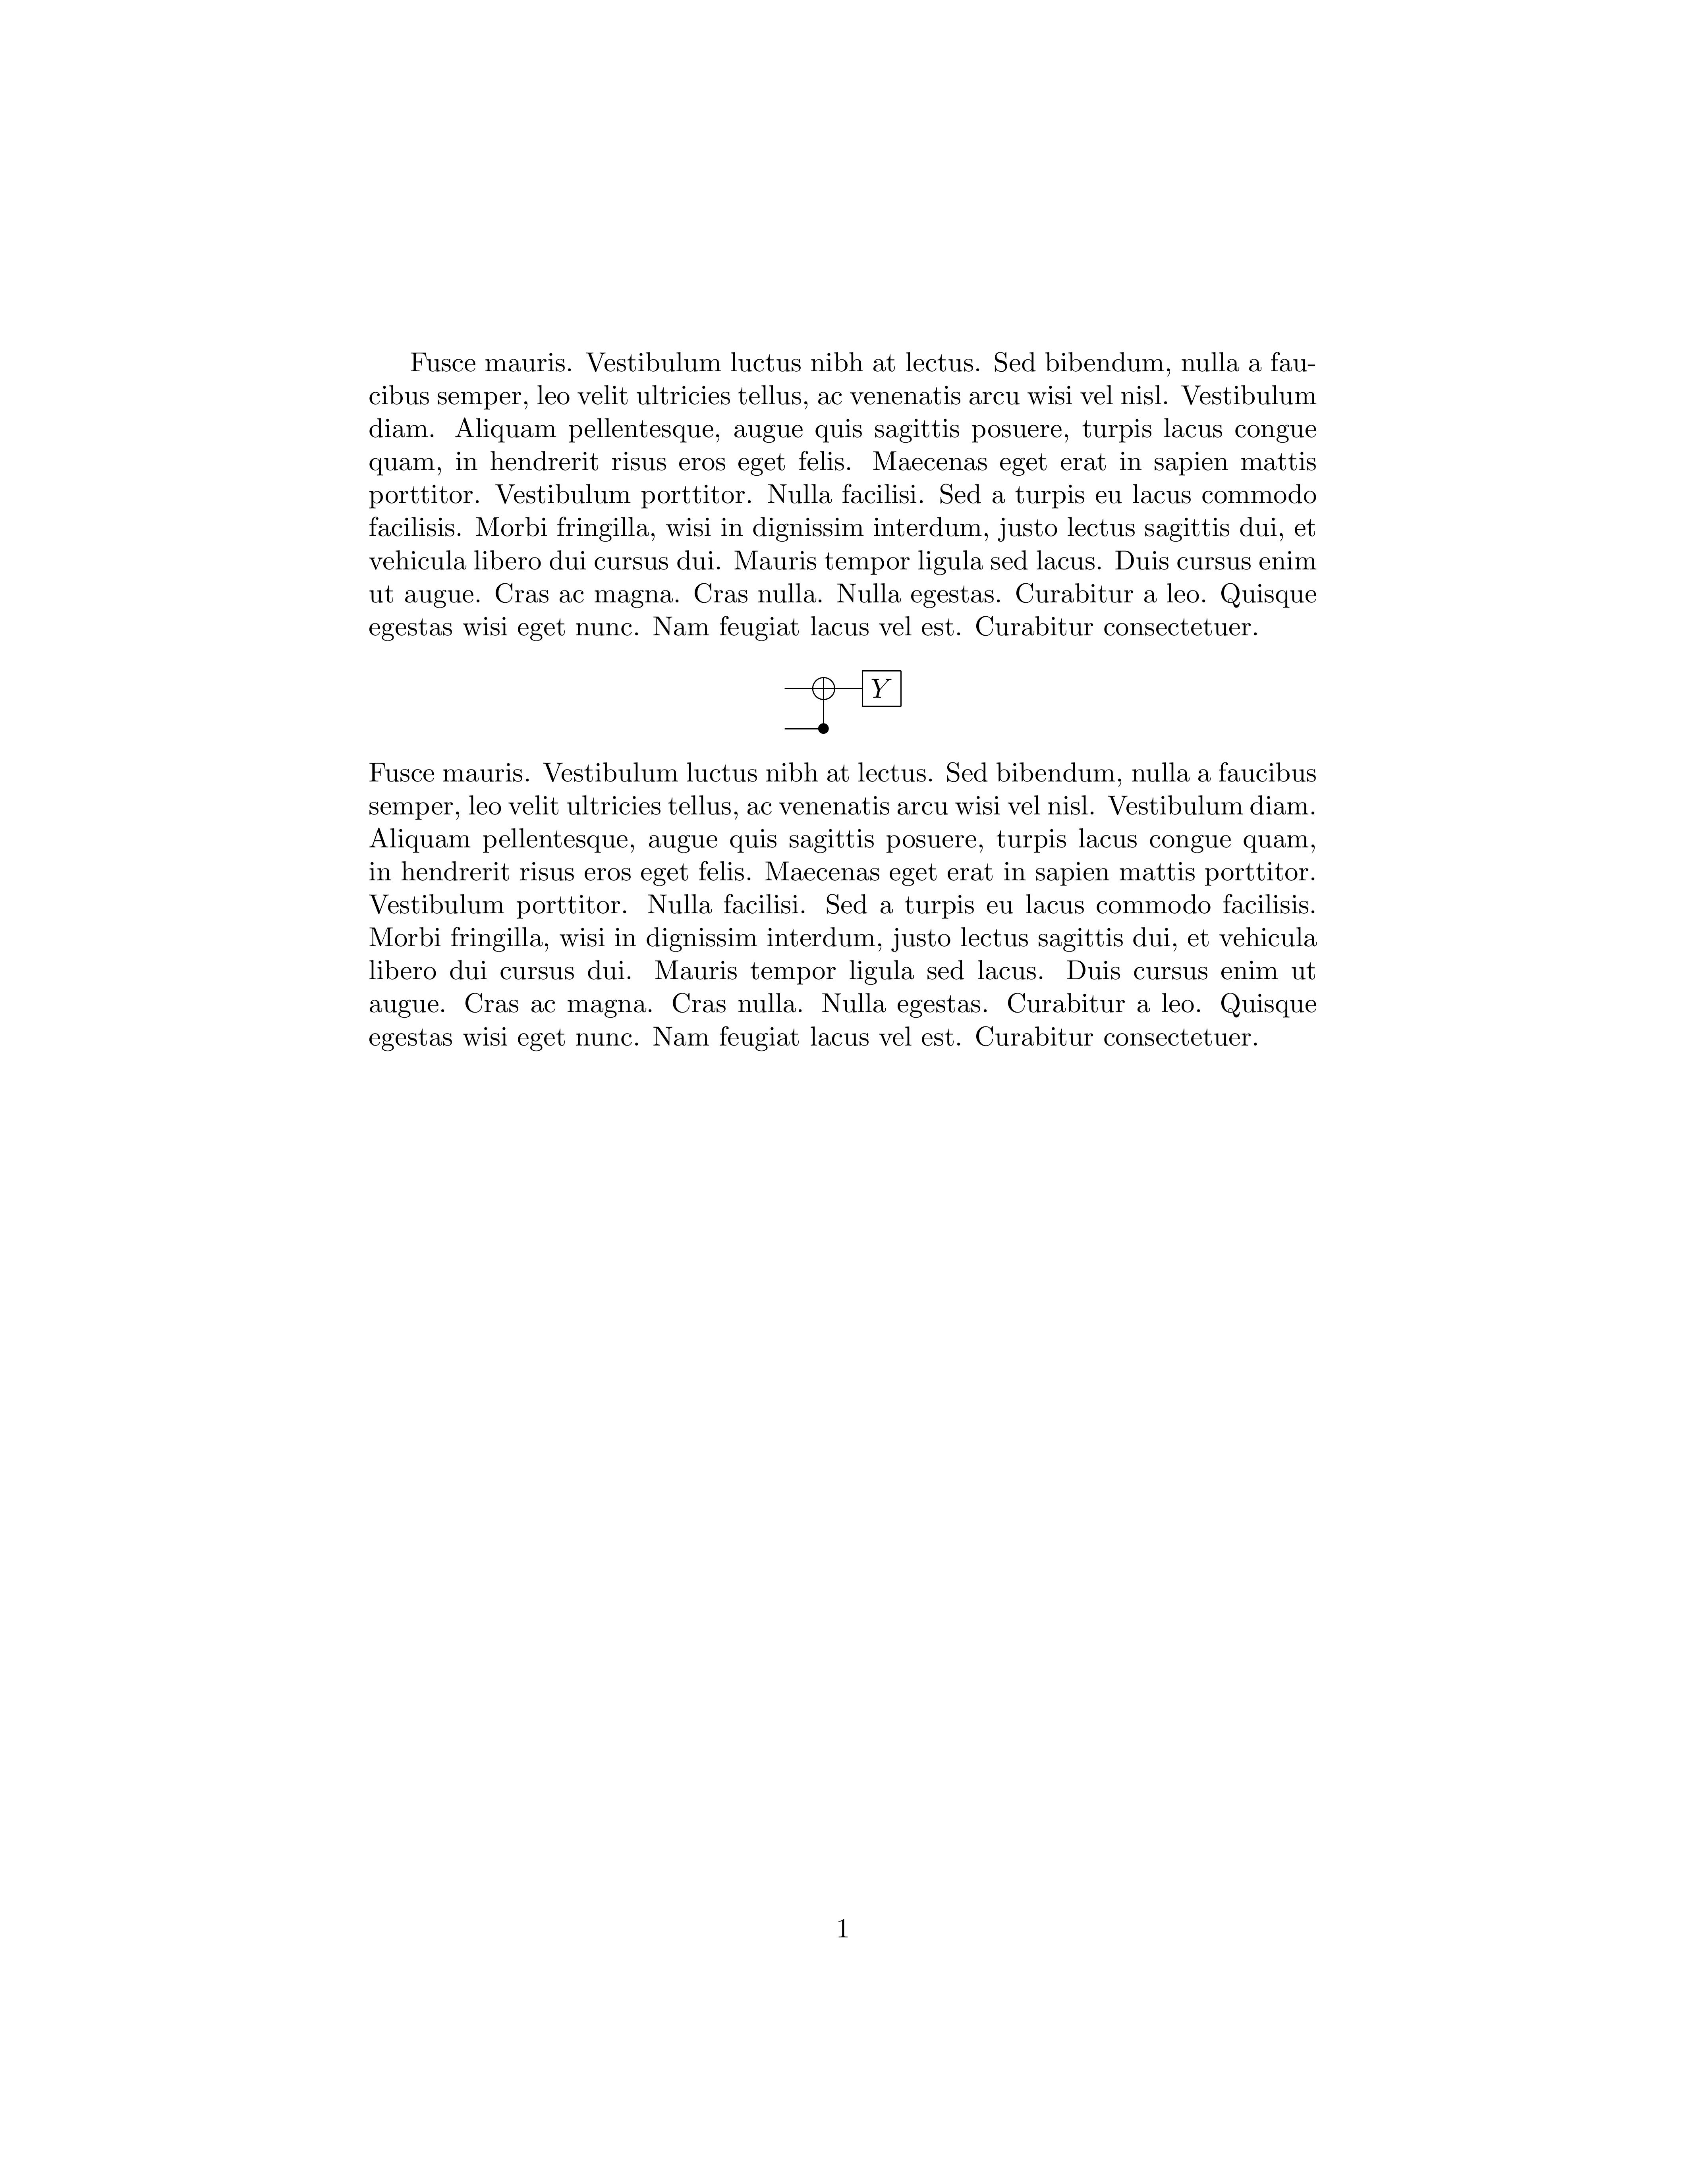 Fusce mauris. Vestibulum luctus nibh at lectus. Sed bibendum, nulla a fau-
cibus semper, leo velit ultricies tellus, ac venenatis arcu wisi vel nisl. Vestibulum
diam. Aliquam pellentesque, augue quis sagittis posuere, turpis lacus congue
quam, in hendrerit risus eros eget felis. Maecenas eget erat in sapien mattis
porttitor. Vestibulum porttitor. Nulla facilisi. Sed a turpis eu lacus commodo
facilisis. Morbi fringilla, wisi in dignissim interdum, justo lectus sagittis dui, et
vehicula libero dui cursus dui. Mauris tempor ligula sed lacus. Duis cursus enim
ut augue. Cras ac magna. Cras nulla. Nulla egestas. Curabitur a leo. Quisque
egestas wisi eget nunc. Nam feugiat lacus vel est. Curabitur consectetuer.
Y
Fusce mauris. Vestibulum luctus nibh at lectus. Sed bibendum, nulla a faucibus
semper, leo velit ultricies tellus, ac venenatis arcu wisi vel nisl. Vestibulum diam.
Aliquam pellentesque, augue quis sagittis posuere, turpis lacus congue quam,
in hendrerit risus eros eget felis. Maecenas eget erat in sapien mattis porttitor.
Vestibulum porttitor. Nulla facilisi. Sed a turpis eu lacus commodo facilisis.
Morbi fringilla, wisi in dignissim interdum, justo lectus sagittis dui, et vehicula
libero dui cursus dui. Mauris tempor ligula sed lacus. Duis cursus enim ut
augue. Cras ac magna. Cras nulla. Nulla egestas. Curabitur a leo. Quisque
egestas wisi eget nunc. Nam feugiat lacus vel est. Curabitur consectetuer.
1